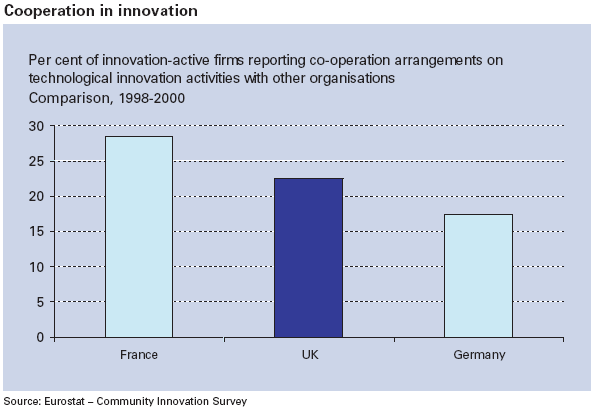 Cooperation in innovation
Per cent of innovation-active firms reporting co-operation arrangements on
technological innovation activities with other organisations
Comparison, 1998-2000
30
25
20
15
10
5
0
France
UK
Germany
Source: Eurostat – Community Innovation Survey